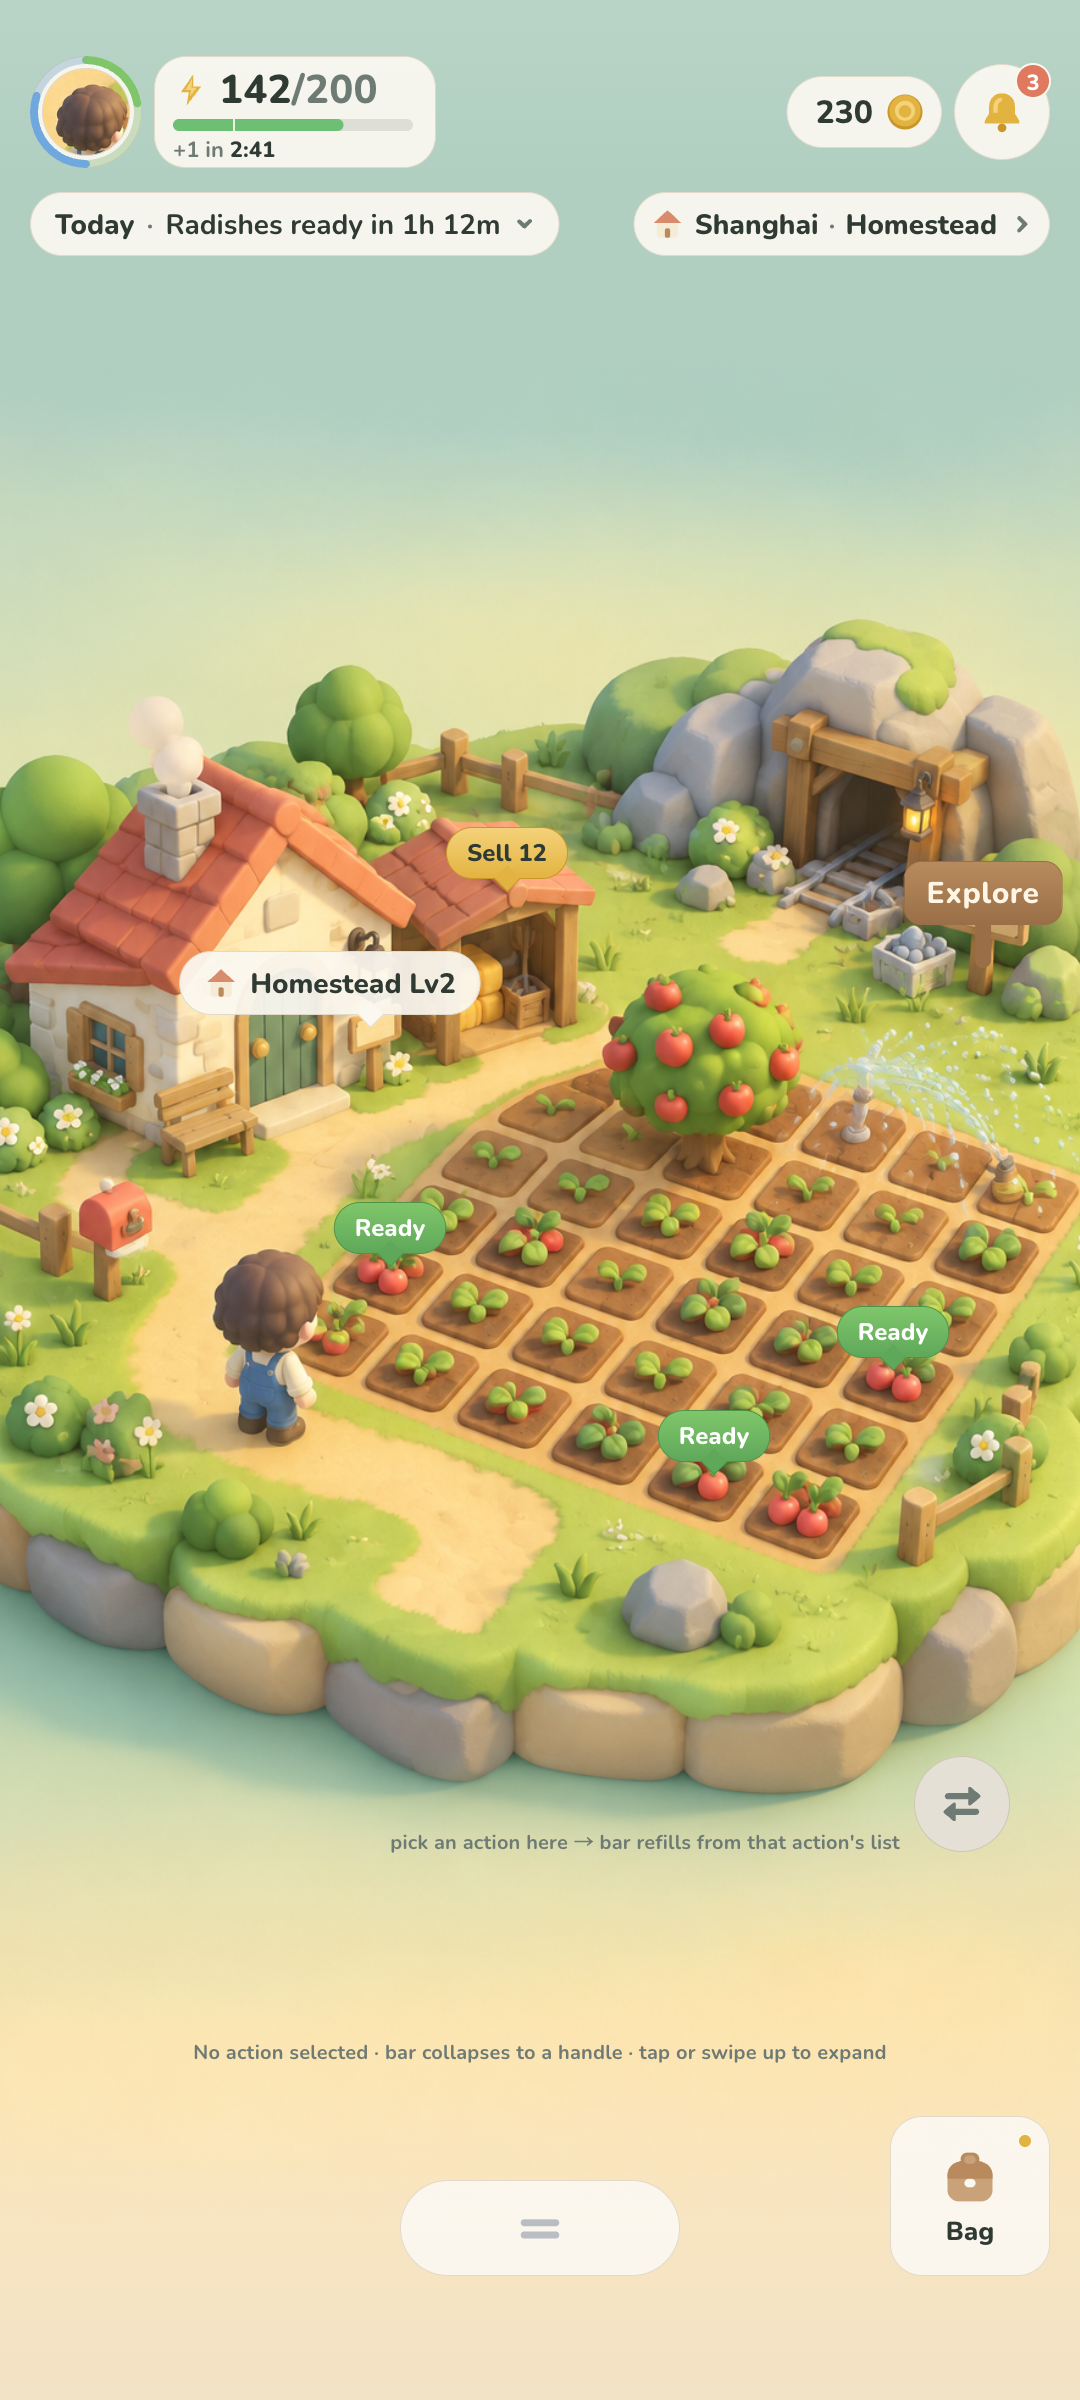 142/200
+1 in 2:41
230
3
Today · Radishes ready in 1h 12m
Shanghai · Homestead
Sell 12
Explore
Homestead Lv2
Ready
Ready
Ready
pick an action here → bar refills from that action's list
No action selected · bar collapses to a handle · tap or swipe up to expand
Bag